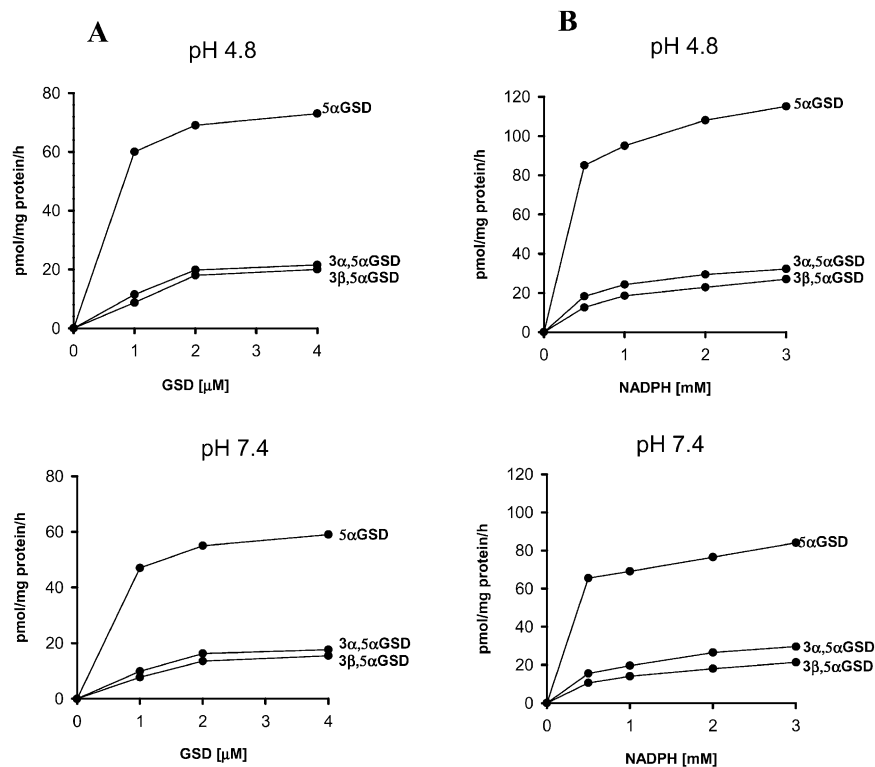 A
pH 4.8
80
60
40
20
0
pmol/mg protein/h
5αGSD
3α,5αGSD
3β,5αGSD
0 1 2 3 4
GSD [μM]
B
pH 4.8
120
100
80
60
40
20
0
pmol/mg protein/h
5αGSD
3α,5αGSD
3β,5αGSD
0 1 2 3
NADPH [mM]
pH 7.4
80
60
40
20
0
pmol/mg protein/h
5αGSD
3α,5αGSD
3β,5αGSD
0 1 2 3 4
GSD [μM]
pH 7.4
120
100
80
60
40
20
0
pmol/mg protein/h
5αGSD
3α,5αGSD
3β,5αGSD
0 1 2 3
NADPH [mM]